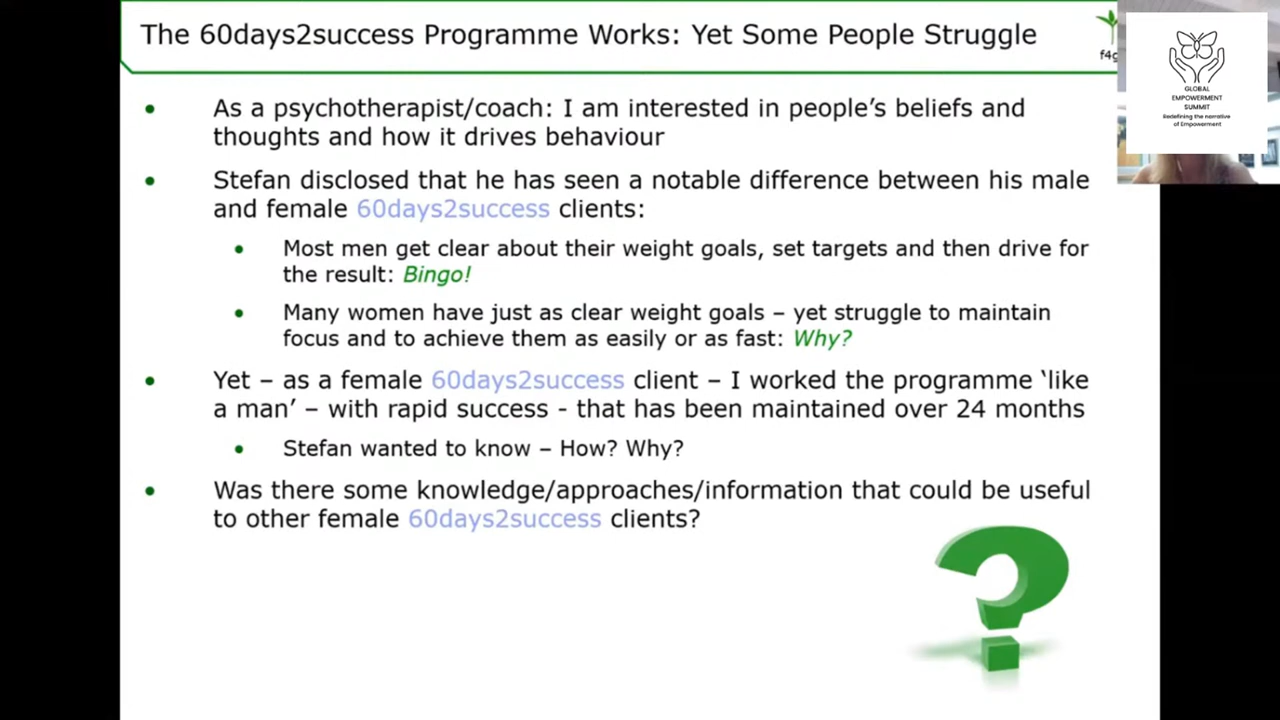 The 60days2success Programme Works: Yet Some People Struggle
GLOBAL
EMPOWERMENT
SUMMIT
Redefining the narrative
of Empowerment
• As a psychotherapist/coach: I am interested in people's beliefs and
thoughts and how it drives behaviour
• Stefan disclosed that he has seen a notable difference between his male
and female 60days2success clients:
• Most men get clear about their weight goals, set targets and then drive for
the result: Bingo!
• Many women have just as clear weight goals – yet struggle to maintain
focus and to achieve them as easily or as fast: Why?
• Yet – as a female 60days2success client – I worked the programme ‘like
a man’ – with rapid success - that has been maintained over 24 months
• Stefan wanted to know – How? Why?
• Was there some knowledge/approaches/information that could be useful
to other female 60days2success clients?